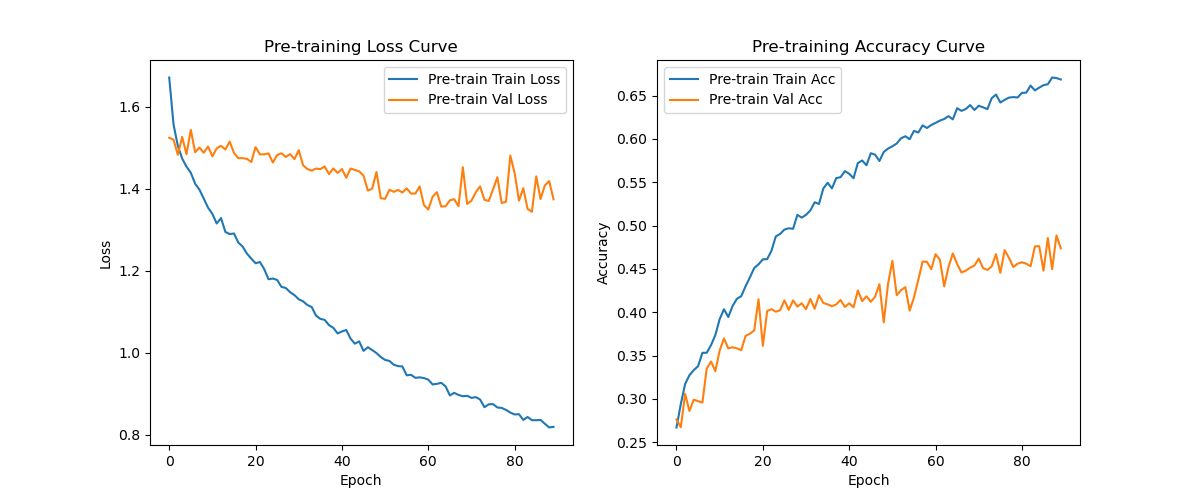 Pre-training Loss Curve
Pre-train Train Loss
Pre-train Val Loss
1.6
1.4
1.2
1.0
0.8
Loss
0
20
40
60
80
Epoch
Pre-training Accuracy Curve
Pre-train Train Acc
Pre-train Val Acc
0.65
0.60
0.55
0.50
0.45
0.40
0.35
0.30
0.25
Accuracy
0
20
40
60
80
Epoch